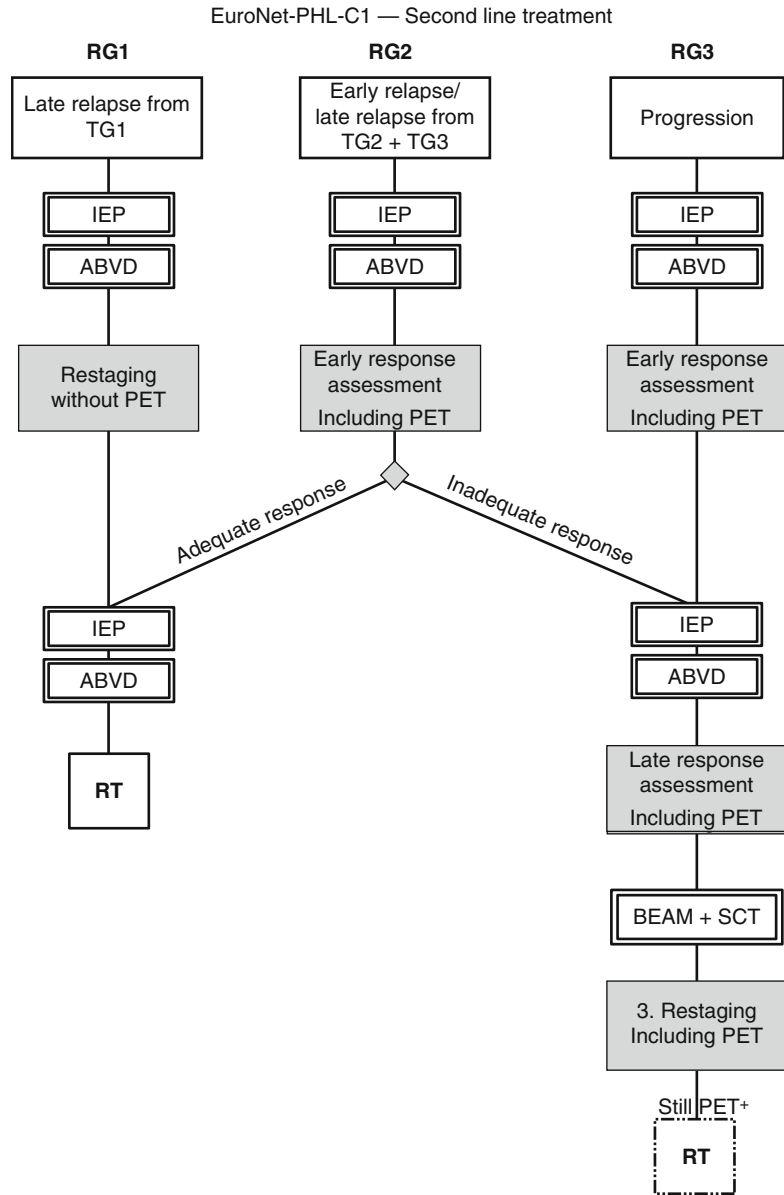 EuroNet-PHL-C1 — Second line treatment
RG1
RG2
RG3
Late relapse from
TG1
Early relapse/
late relapse from
TG2 + TG3
Progression
IEP
IEP
IEP
ABVD
ABVD
ABVD
Restaging
without PET
Early response
assessment
Including PET
Early response
assessment
Including PET
Adequate response
Inadequate response
IEP
ABVD
RT
IEP
ABVD
Late response
assessment
Including PET
BEAM + SCT
3. Restaging
Including PET
Still PET+
RT